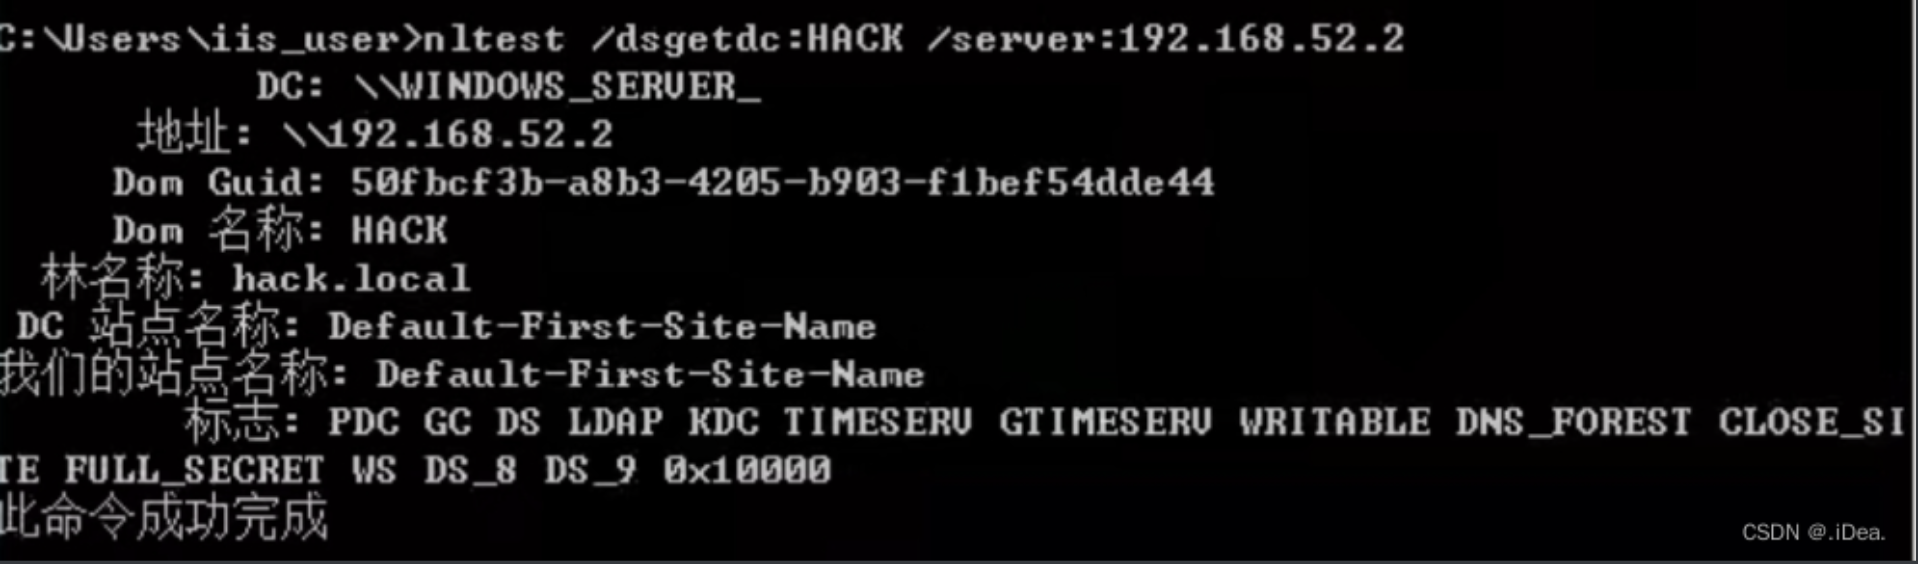 C:\Users\iis_user>nltest /dsgetdc:HACK /server:192.168.52.2
DC: \\WINDOWS_SERVER_
地址: \\192.168.52.2
Dom Guid: 50fbcf3b-a8b3-4205-b903-f1bef54dde44
Dom 名称: HACK
林名称: hack.local
DC 站点名称: Default-First-Site-Name
我们的站点名称: Default-First-Site-Name
标志: PDC GC DS LDAP KDC TIMESERV GTIMESERV WRITABLE DNS_FOREST CLOSE_SI
TE FULL_SECRET WS DS_8 DS_9 0x10000
此命令成功完成
CSDN @.iDea.